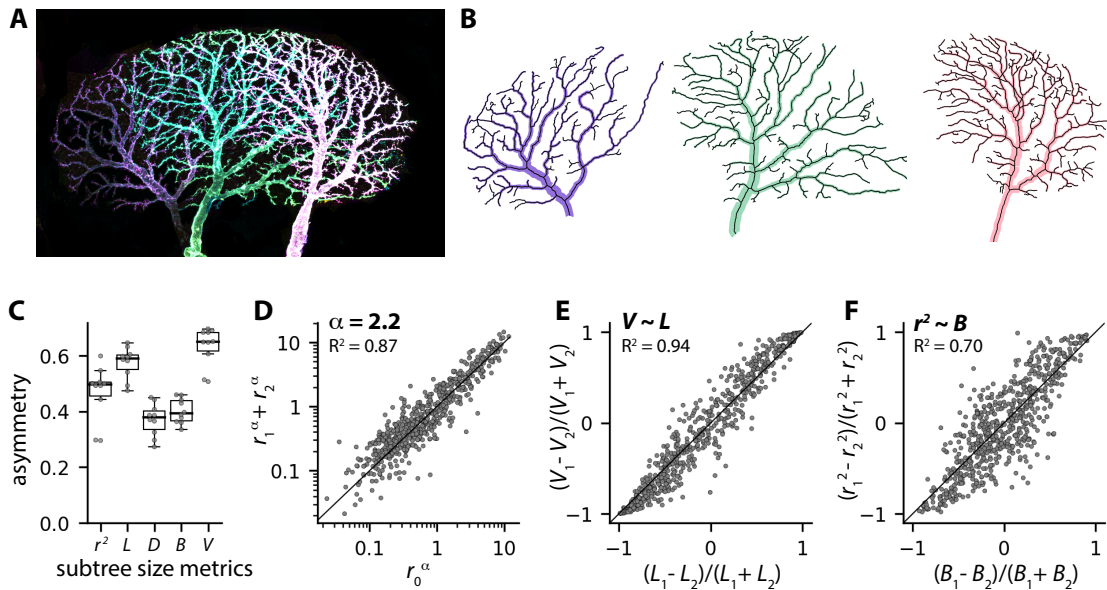 A
B
C
asymmetry
0.6
0.4
0.2
0.0
r² L D B V
subtree size metrics
D
α = 2.2
R² = 0.87
r₁^α + r₂^α
10
1
0.1
0.1 1 10
r₀^α
E
V ~ L
R² = 0.94
(V₁ - V₂)/(V₁ + V₂)
1
0
−1
−1 0 1
(L₁ - L₂)/(L₁ + L₂)
F
r² ~ B
R² = 0.70
(r₁² - r₂²)/(r₁² + r₂²)
1
0
−1
−1 0 1
(B₁ - B₂)/(B₁ + B₂)